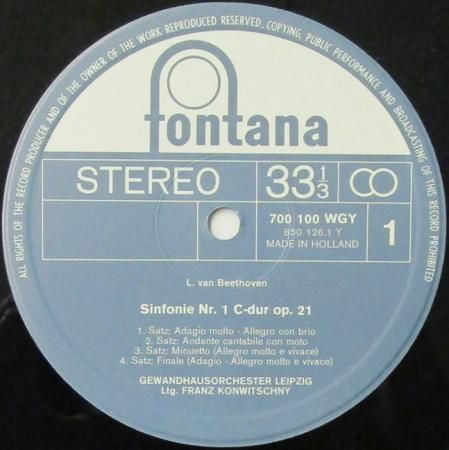 ALL RIGHTS OF THE RECORD PRODUCER AND OF THE OWNER OF THE WORK REPRODUCED RESERVED. COPYING, PUBLIC PERFORMANCE AND BROADCASTING OF THIS RECORD PROHIBITED
fontana
STEREO
33 1/3
700 100 WGY
850 126.1 Y
MADE IN HOLLAND
1
L. van Beethoven
Sinfonie Nr. 1 C-dur op. 21
1. Satz: Adagio molto - Allegro con brio
2. Satz: Andante cantabile con moto
3. Satz: Minuetto (Allegro molto e vivace)
4. Satz: Finale (Adagio - Allegro molto e vivace)
GEWANDHAUSORCHESTER LEIPZIG
Ltg. FRANZ KONWITSCHNY